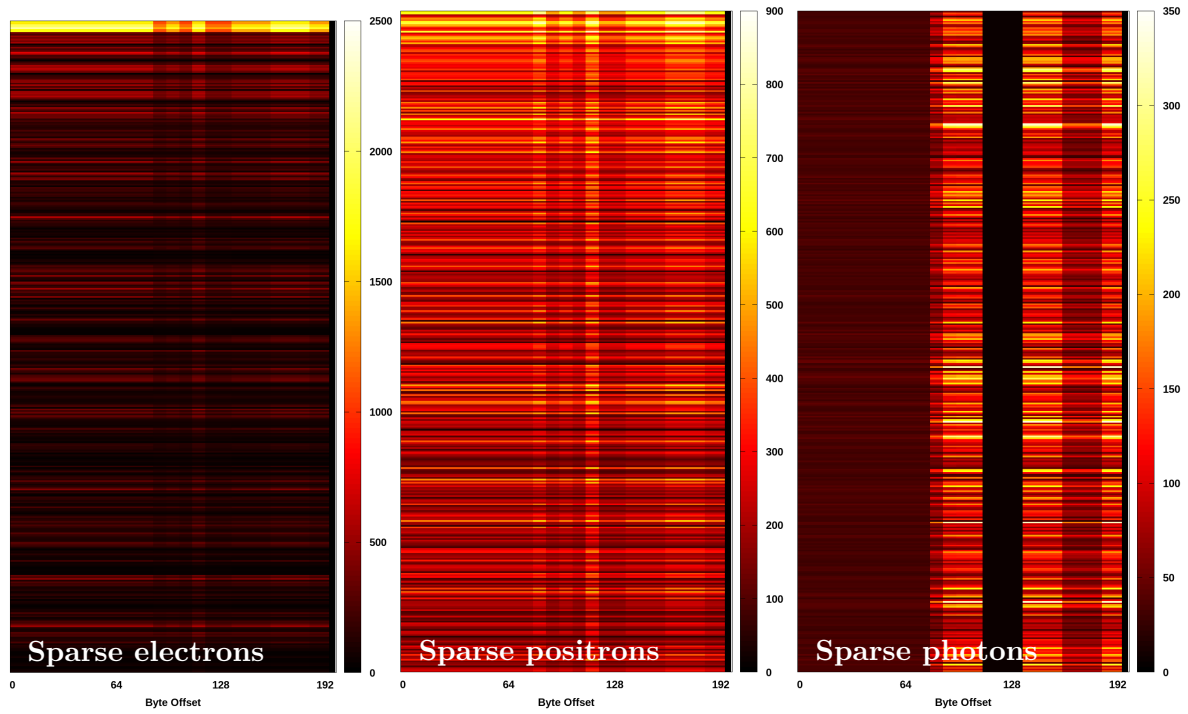 2500
2000
1500
1000
500
0
Sparse electrons
0 64 128 192
Byte Offset
900
800
700
600
500
400
300
200
100
0
Sparse positrons
0 64 128 192
Byte Offset
350
300
250
200
150
100
50
0
Sparse photons
0 64 128 192
Byte Offset